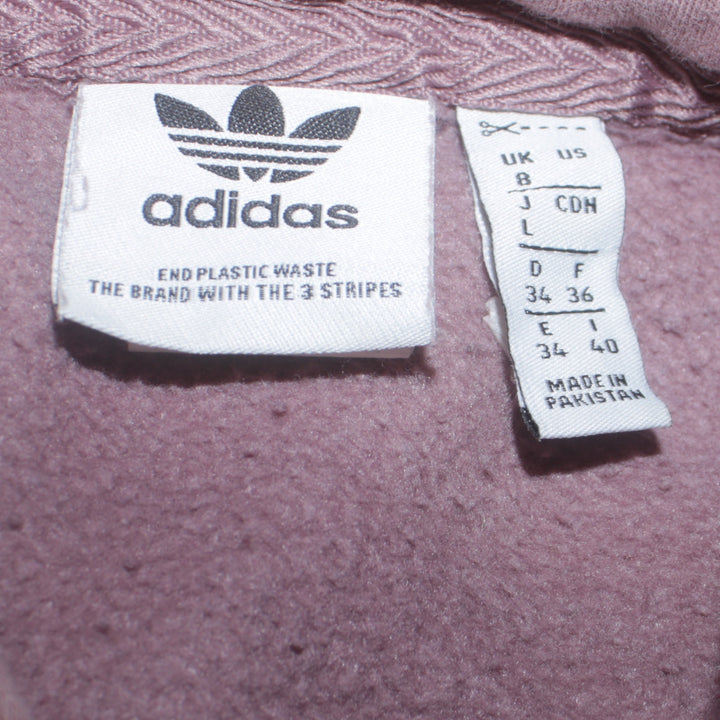 adidas
END PLASTIC WASTE
THE BRAND WITH THE 3 STRIPES
UK US
8
J CDN
L
D F
34 36
E I
34 40
MADE IN
PAKISTAN